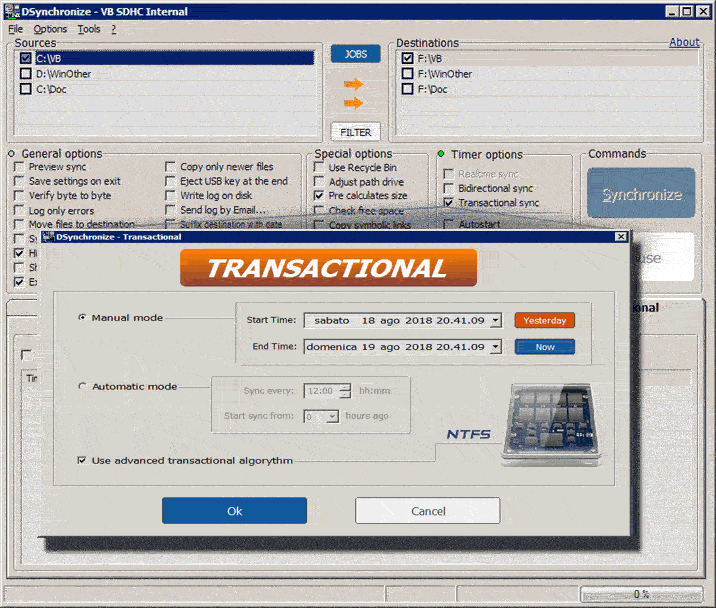 DSynchronize - VB SDHC Internal
File Options Tools ?
Sources
Destinations
About
C:\VB
D:\WinOther
C:\Doc
JOBS
FILTER
F:\VB
F:\WinOther
F:\Doc
General options
Preview sync
Save settings on exit
Verify byte to byte
Log only errors
Move files to destination
Copy only newer files
Eject USB key at the end
Write log on disk
Send log by Email...
Suffix destination with date
Special options
Use Recycle Bin
Adjust path drive
Pre calculates size
Check free space
Copy symbolic links
Timer options
Realtime sync
Bidirectional sync
Transactional sync
Autostart
Commands
Synchronize
DSynchronize - Transactional
TRANSACTIONAL
Manual mode
Start Time: sabato 18 ago 2018 20.41.09 Yesterday
End Time: domenica 19 ago 2018 20.41.09 Now
Automatic mode
Sync every: 12:00 hh:mm
Start sync from: 0 hours ago
NTFS
Use advanced transactional algorythm
Ok Cancel
0 %